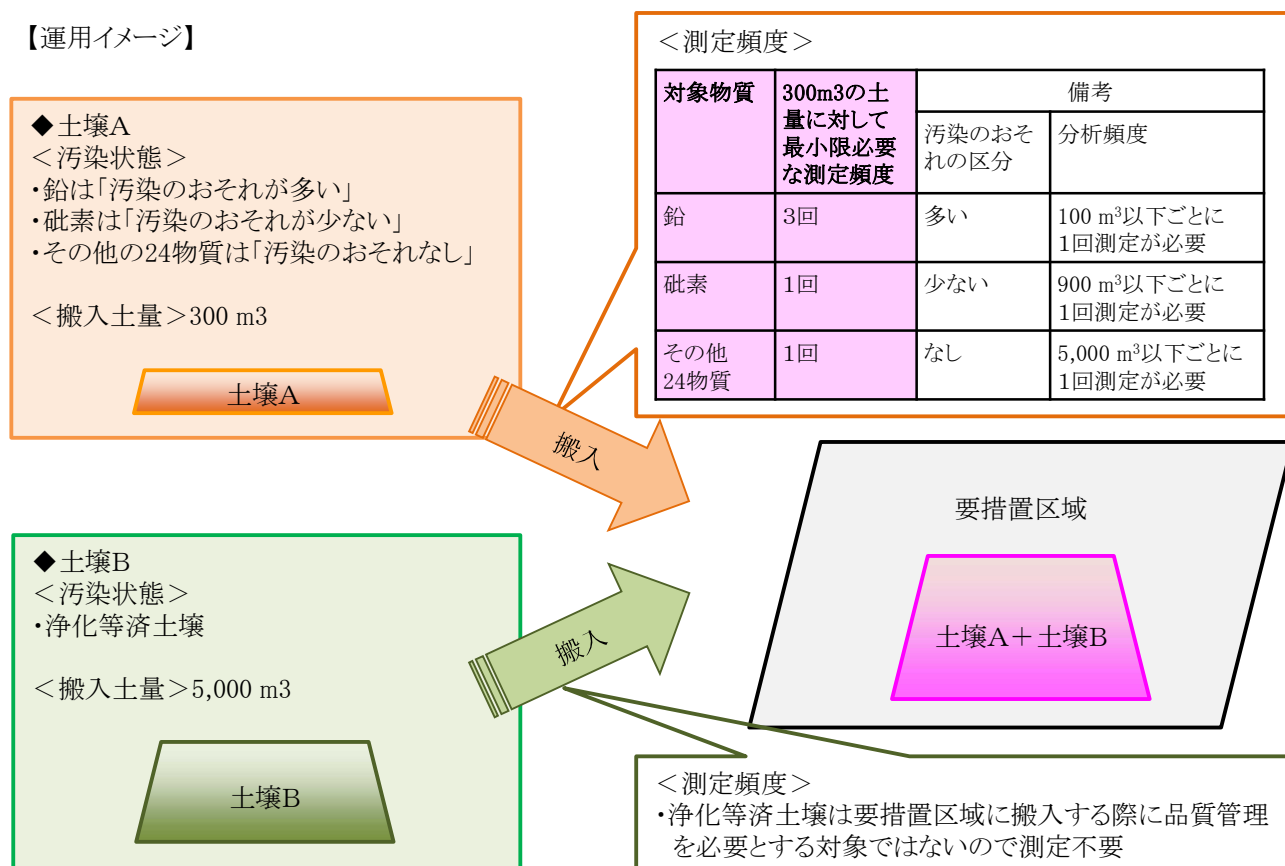 【運用イメージ】
◆土壌A
＜汚染状態＞
・鉛は「汚染のおそれが多い」
・砒素は「汚染のおそれが少ない」
・その他の24物質は「汚染のおそれなし」
＜搬入土量＞300 m3
土壌A
搬入
＜測定頻度＞
対象物質
300m3の土
量に対して
最小限必要
な測定頻度
備考
汚染のおそ
れの区分
分析頻度
鉛
3回
多い
100 m³以下ごとに
1回測定が必要
砒素
1回
少ない
900 m³以下ごとに
1回測定が必要
その他
24物質
1回
なし
5,000 m³以下ごとに
1回測定が必要
◆土壌B
＜汚染状態＞
・浄化等済土壌
＜搬入土量＞5,000 m3
土壌B
搬入
要措置区域
土壌A＋土壌B
＜測定頻度＞
・浄化等済土壌は要措置区域に搬入する際に品質管理
を必要とする対象ではないので測定不要